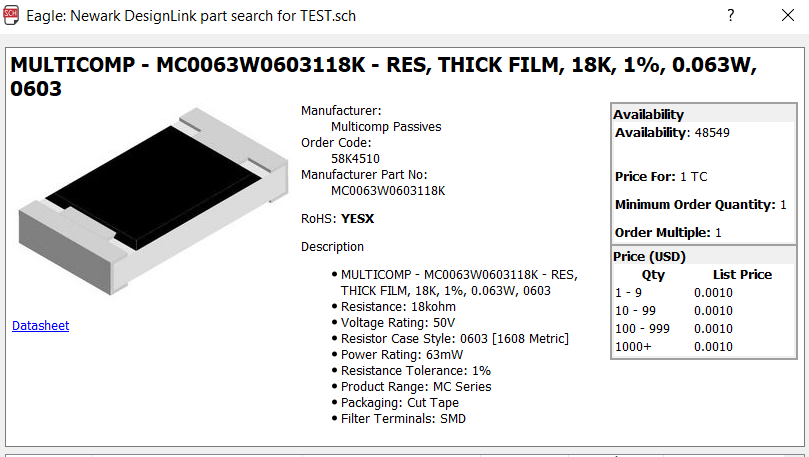 SCH
Eagle: Newark DesignLink part search for TEST.sch
?
MULTICOMP - MC0063W0603118K - RES, THICK FILM, 18K, 1%, 0.063W,
0603
Manufacturer:
Multicomp Passives
Order Code:
58K4510
Manufacturer Part No:
MC0063W0603118K
RoHS: YESX
Description
• MULTICOMP - MC0063W0603118K - RES,
THICK FILM, 18K, 1%, 0.063W, 0603
• Resistance: 18kohm
• Voltage Rating: 50V
• Resistor Case Style: 0603 [1608 Metric]
• Power Rating: 63mW
• Resistance Tolerance: 1%
• Product Range: MC Series
• Packaging: Cut Tape
• Filter Terminals: SMD
Datasheet
Availability
Availability: 48549
Price For: 1 TC
Minimum Order Quantity: 1
Order Multiple: 1
Price (USD)
Qty List Price
1 - 9 0.0010
10 - 99 0.0010
100 - 999 0.0010
1000+ 0.0010